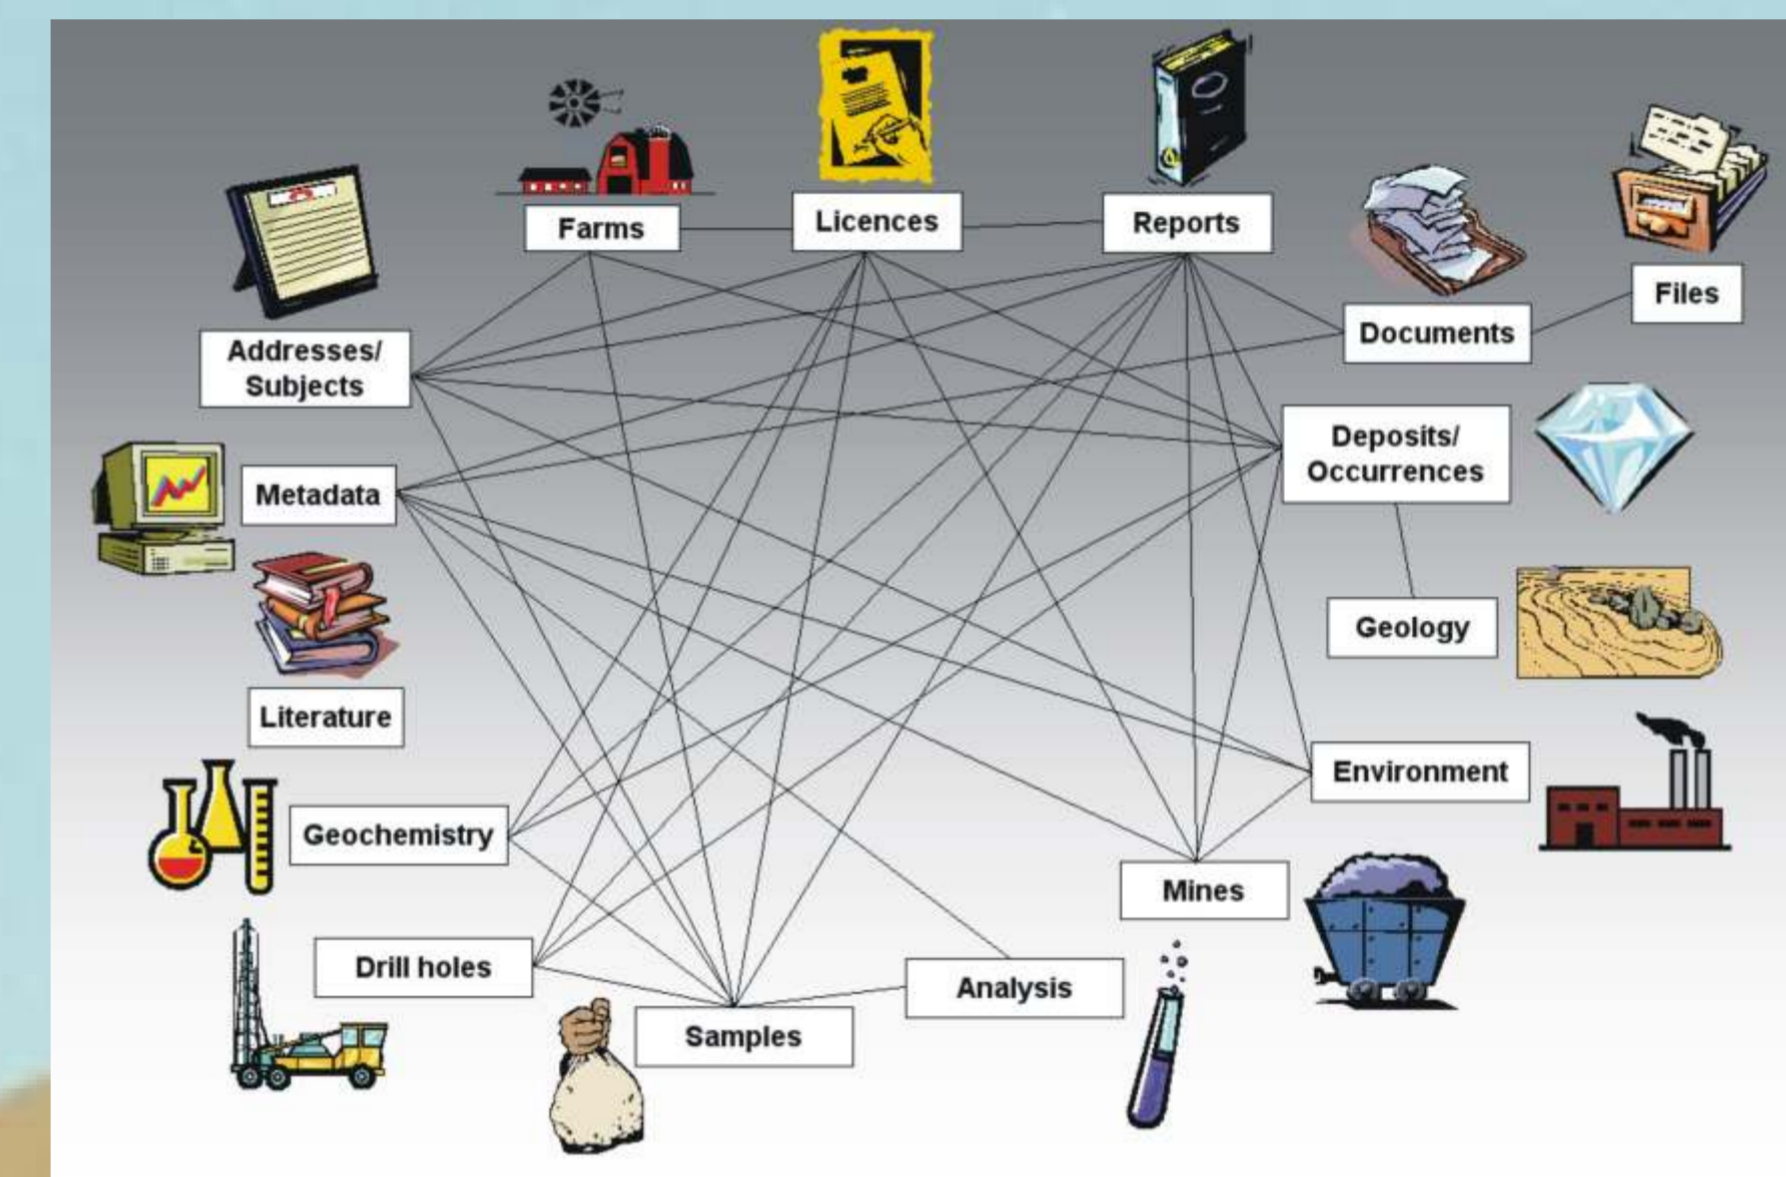 Farms
Licences
Reports
Files
Documents
Addresses/
Subjects
Deposits/
Occurrences
Metadata
Geology
Literature
Environment
Geochemistry
Mines
Drill holes
Analysis
Samples